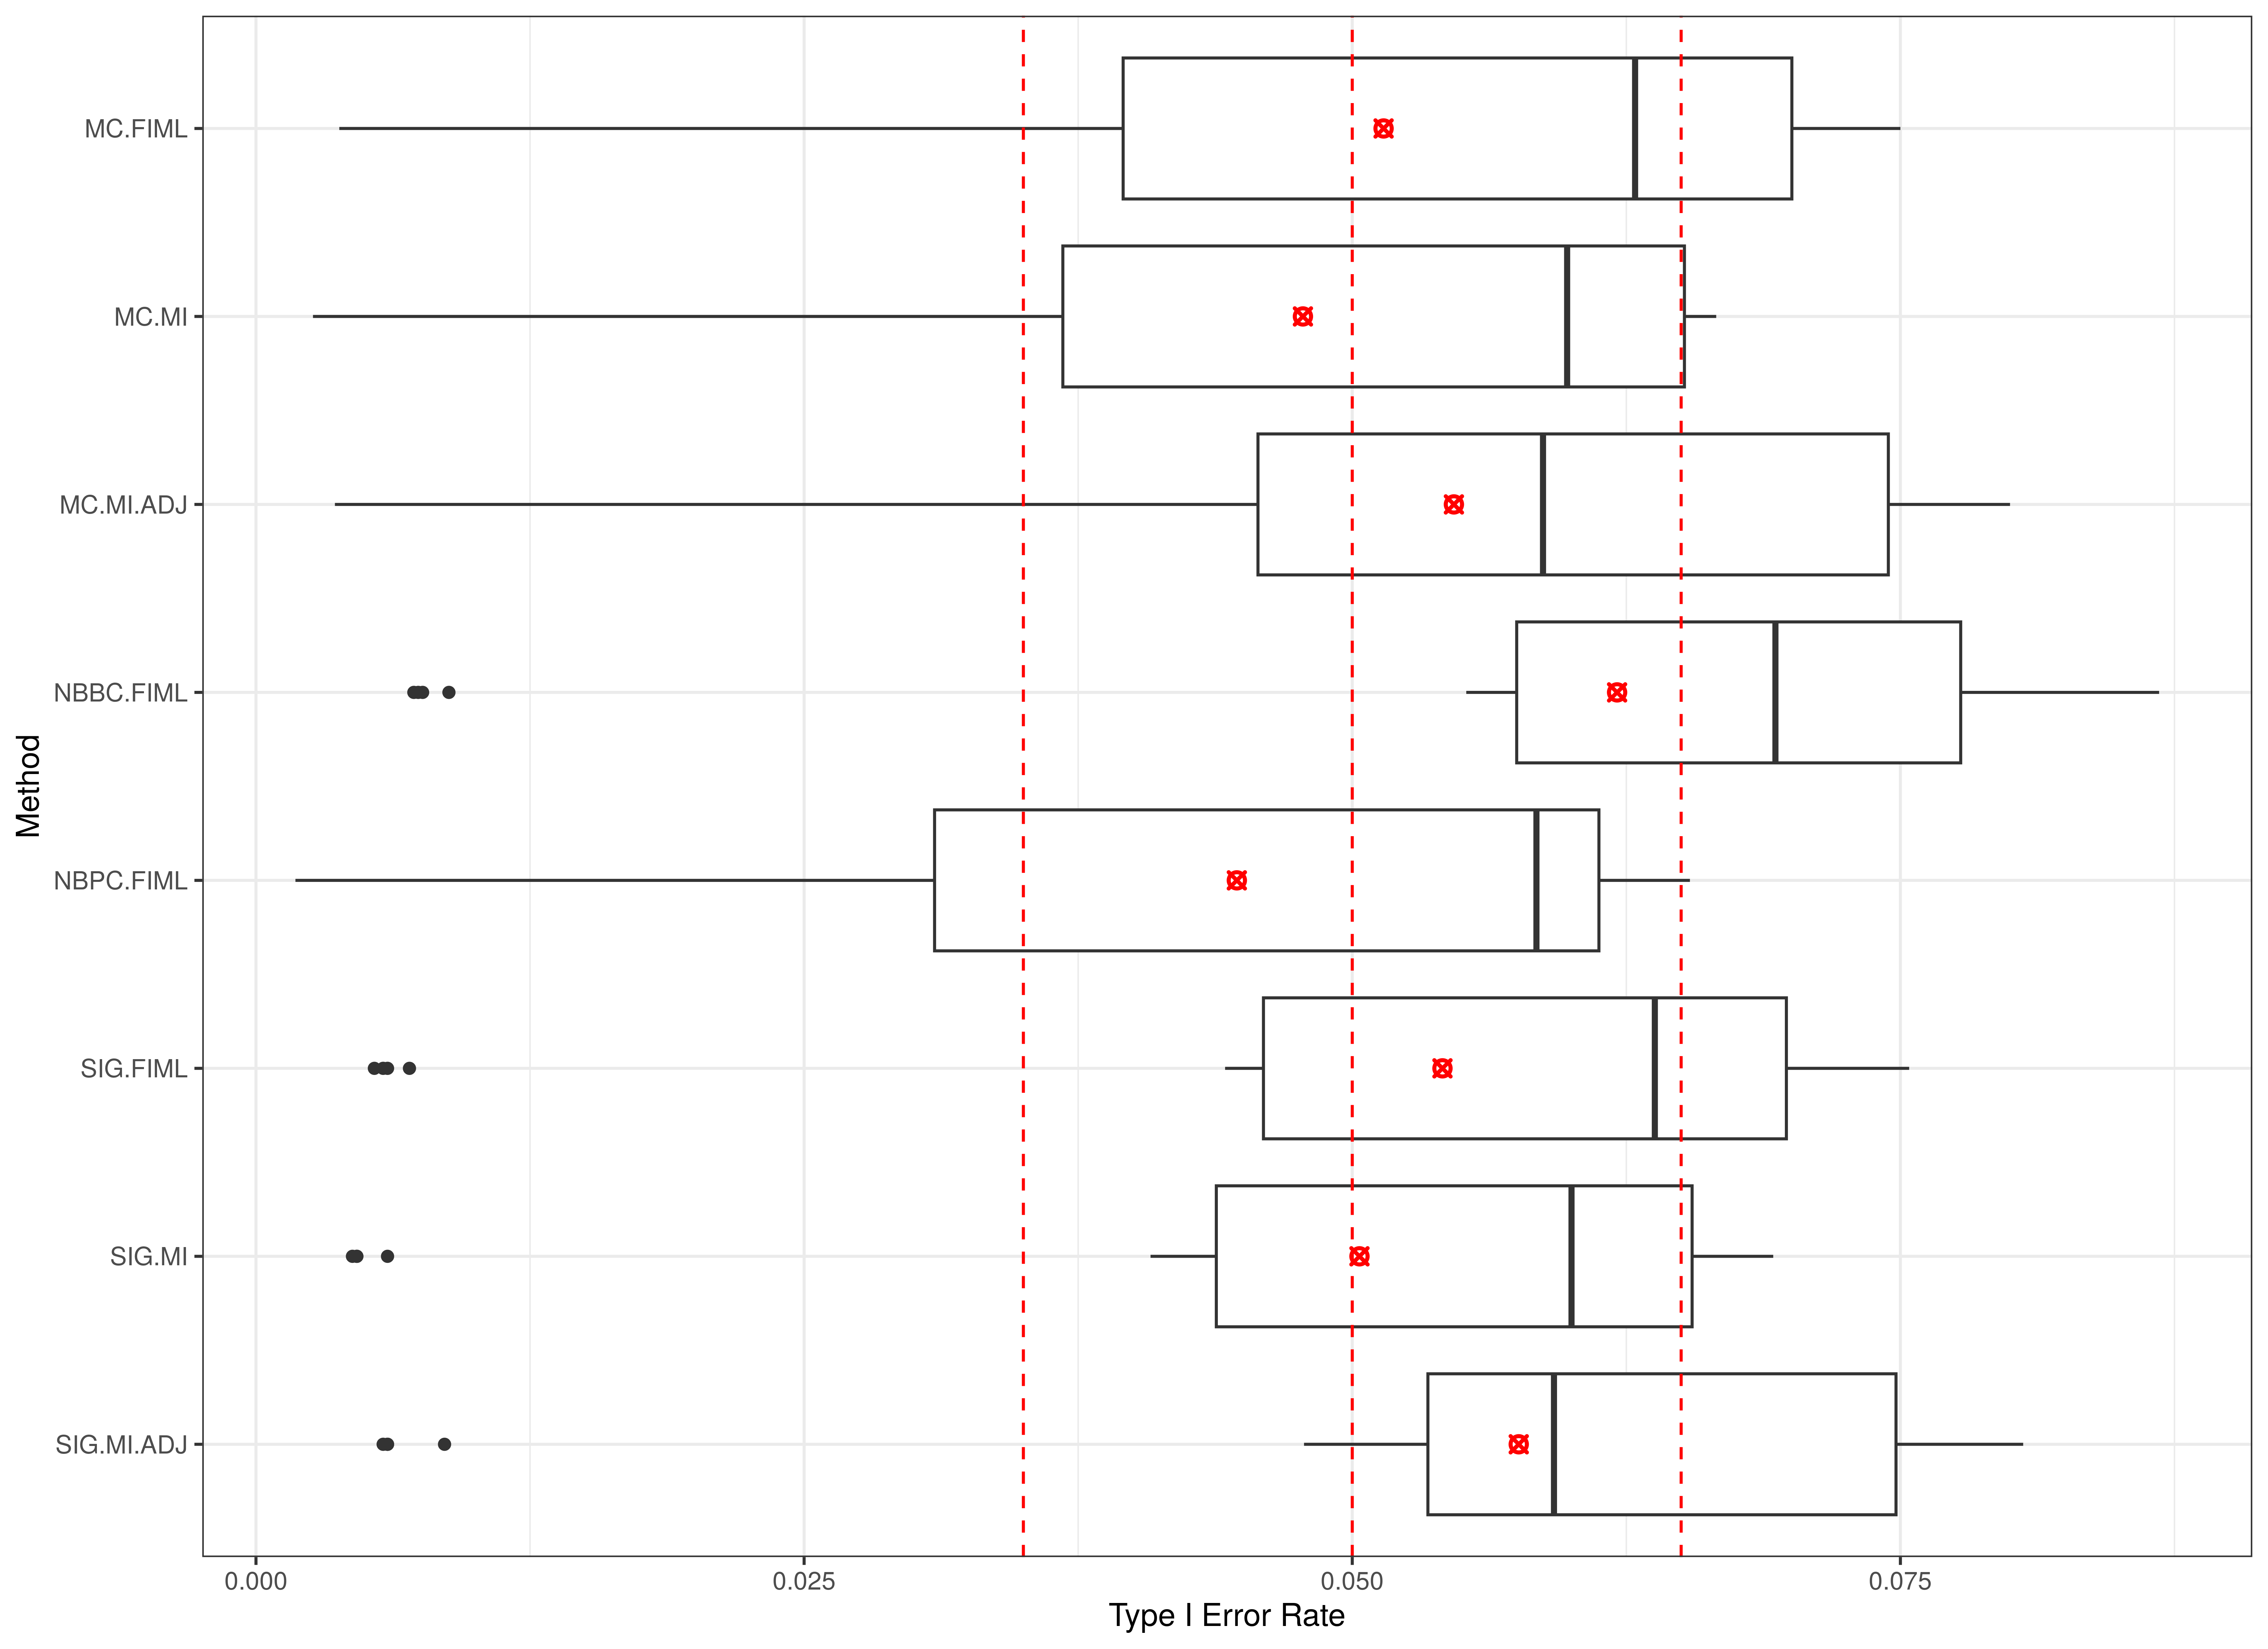 Method
MC.FIML
MC.MI
MC.MI.ADJ
NBBC.FIML
NBPC.FIML
SIG.FIML
SIG.MI
SIG.MI.ADJ
0.000 0.025 0.050 0.075
Type I Error Rate